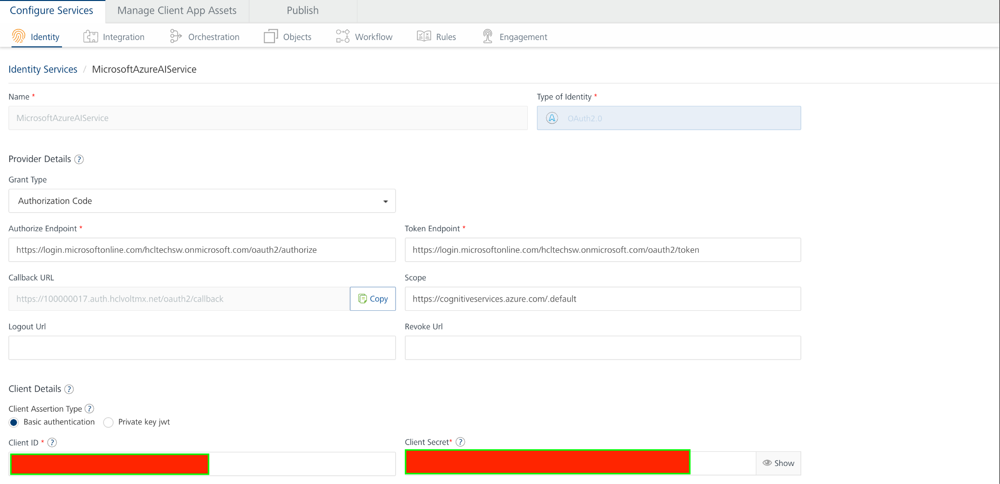 Configure Services Manage Client App Assets Publish
Identity Integration Orchestration Objects Workflow Rules Engagement
Identity Services / MicrosoftAzureAIService
Name * Type of Identity *
MicrosoftAzureAIService OAuth2.0
Provider Details ?
Grant Type
Authorization Code
Authorize Endpoint * Token Endpoint *
https://login.microsoftonline.com/hcltechsw.onmicrosoft.com/oauth2/authorize https://login.microsoftonline.com/hcltechsw.onmicrosoft.com/oauth2/token
Callback URL Scope
https://100000017.auth.hclvoltmx.net/oauth2/callback Copy https://cognitiveservices.azure.com/.default
Logout Url Revoke Url
Client Details ?
Client Assertion Type ?
Basic authentication Private key jwt
Client ID * ? Client Secret* ?
Show